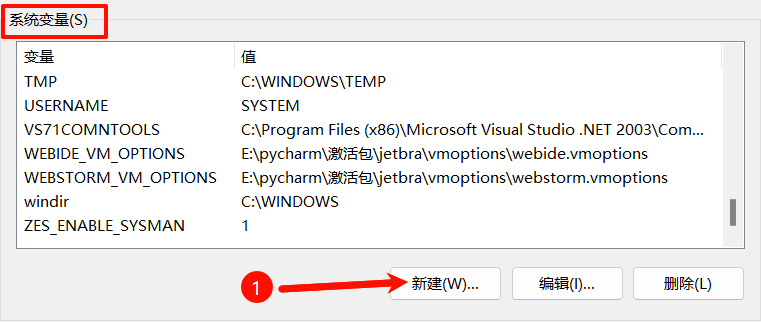 系统变量(S)
变量 值
TMP C:\WINDOWS\TEMP
USERNAME SYSTEM
VS71COMNTOOLS C:\Program Files (x86)\Microsoft Visual Studio .NET 2003\Com...
WEBIDE_VM_OPTIONS E:\pycharm\激活包\jetbra\vmoptions\webide.vmoptions
WEBSTORM_VM_OPTIONS E:\pycharm\激活包\jetbra\vmoptions\webstorm.vmoptions
windir C:\WINDOWS
ZES_ENABLE_SYSMAN 1
1 新建(W)... 编辑(I)... 删除(L)